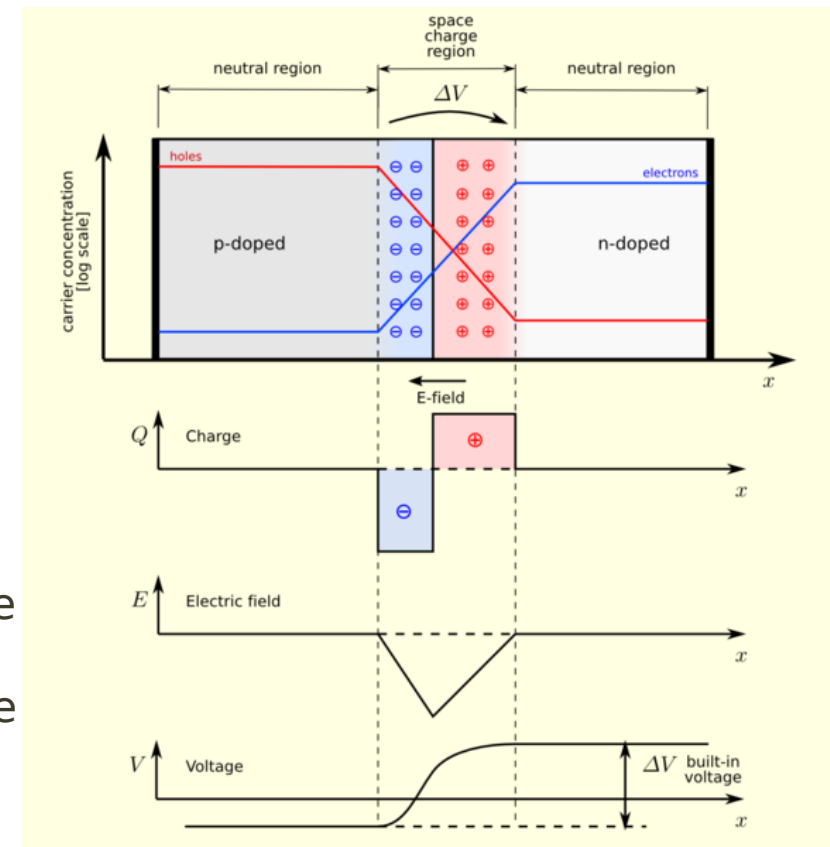 space
charge
region
neutral region
neutral region
ΔV
holes
electrons
carrier concentration
[log scale]
p-doped
n-doped
x
E-field
Q
Charge
x
e
E
Electric field
x
e
V
Voltage
ΔV
built-in
voltage
x